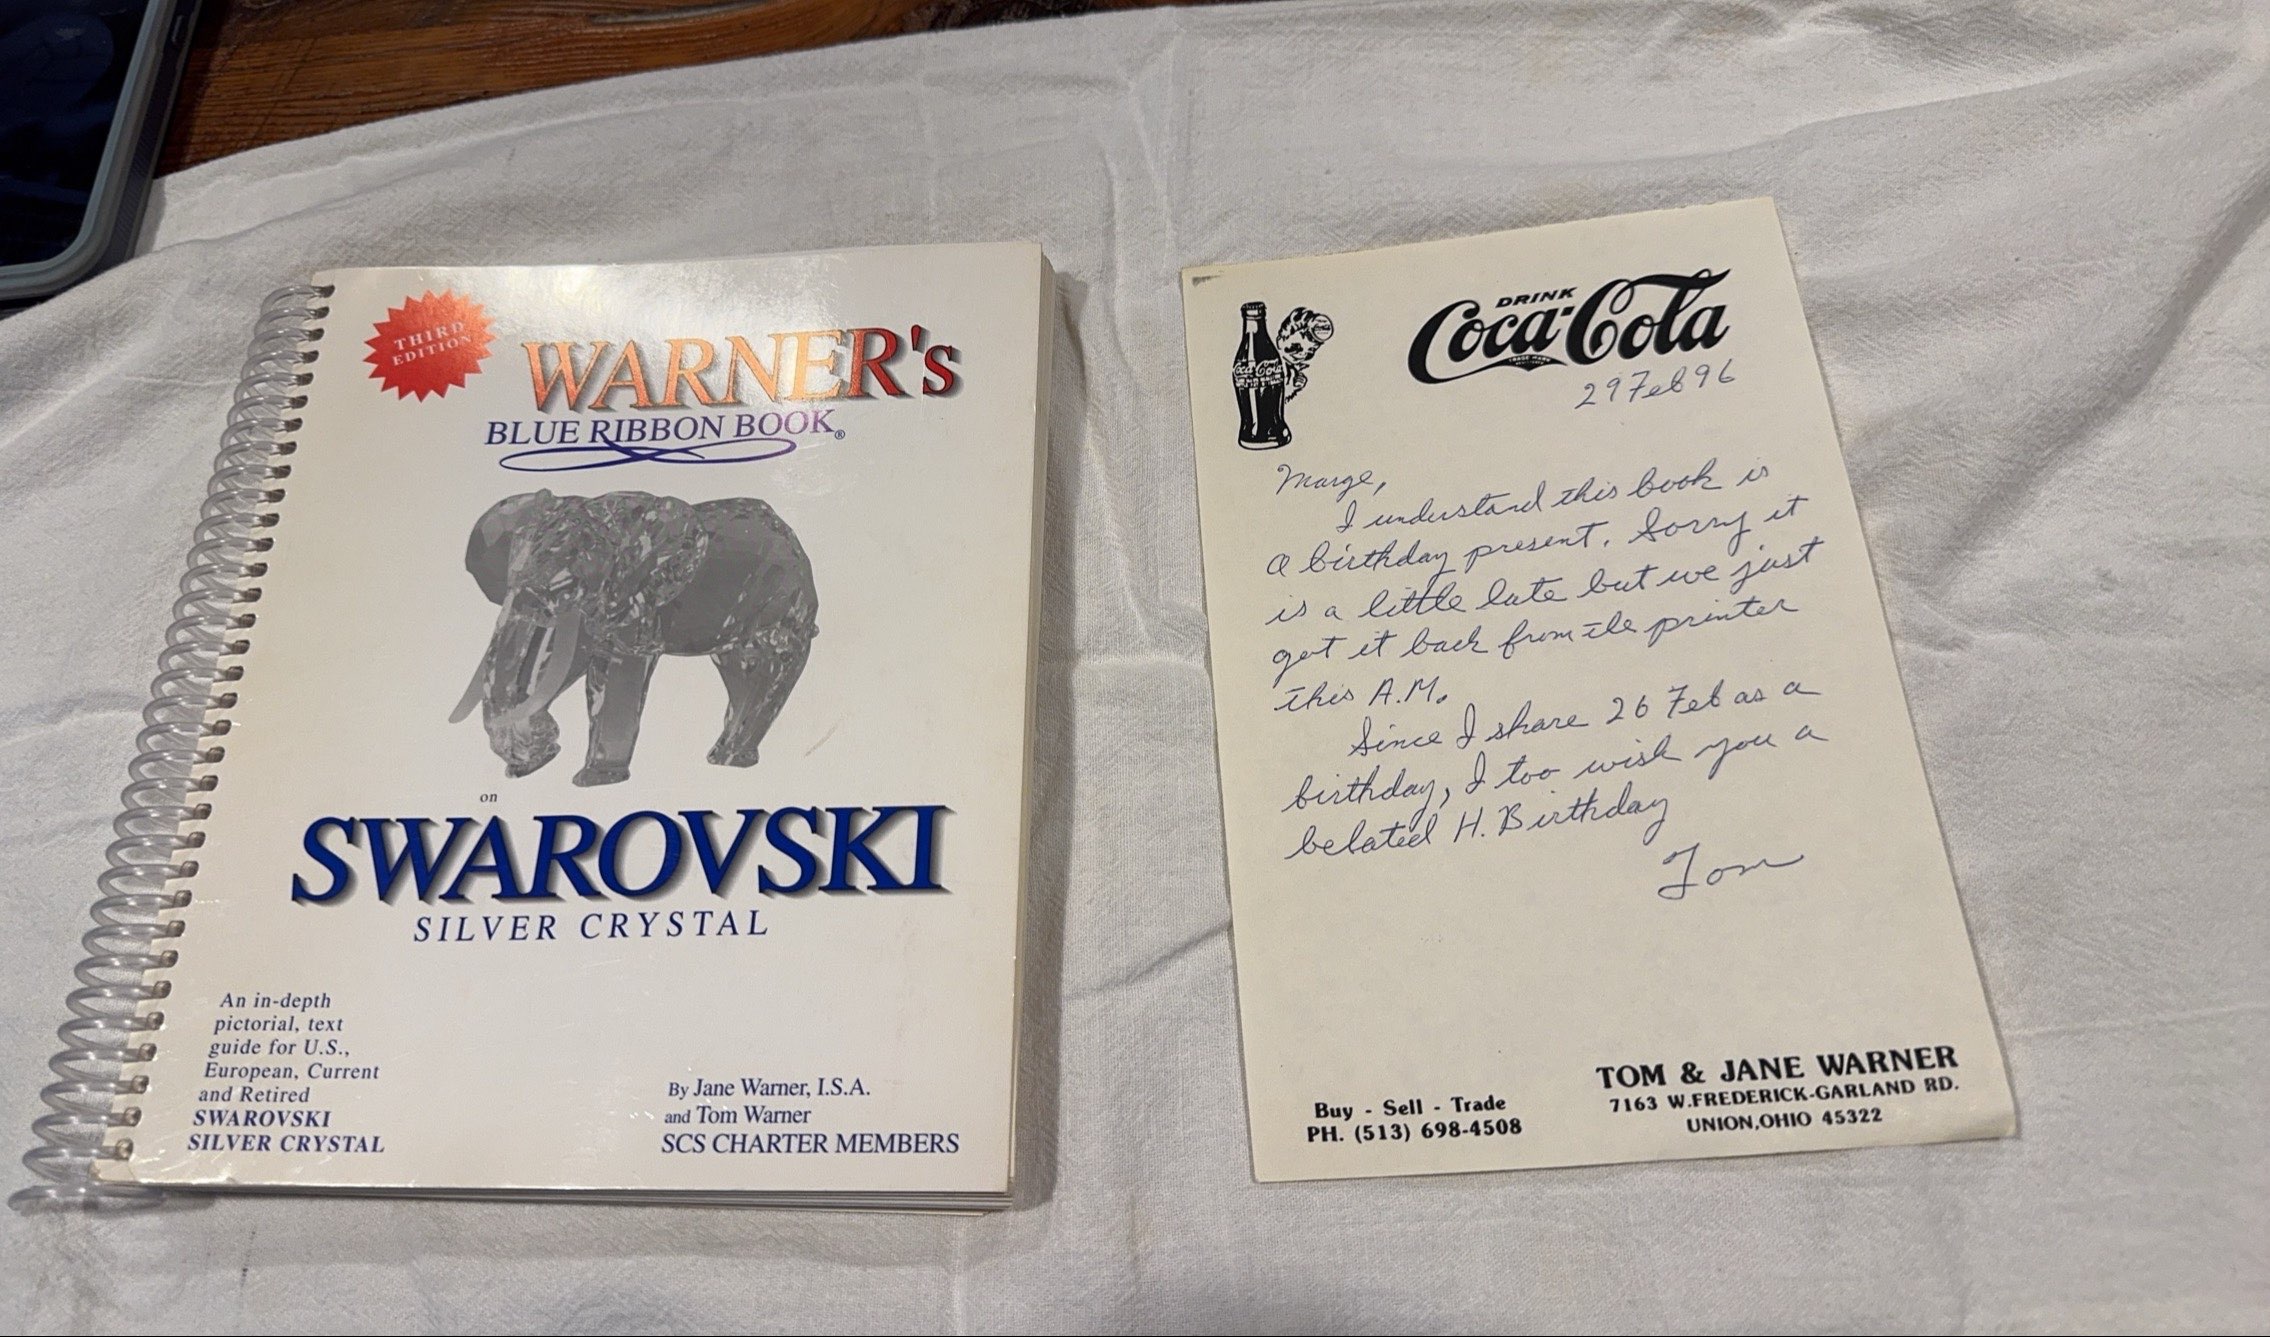 THIRD
EDITION
WARNER's
BLUE RIBBON BOOK®
on
SWAROVSKI
SILVER CRYSTAL
An in-depth
pictorial, text
guide for U.S.,
European, Current
and Retired
SWAROVSKI
SILVER CRYSTAL
By Jane Warner, I.S.A.
and Tom Warner
SCS CHARTER MEMBERS
DRINK
Coca-Cola
TRADE MARK
Coca-Cola
29 Feb 96
Marge,
I understand this book is
a birthday present. Sorry it
is a little late but we just
got it back from the printer
this A.M.
Since I share 26 Feb as a
birthday, I too wish you a
belated H. Birthday
Tom
Buy - Sell - Trade
PH. (513) 698-4508
TOM & JANE WARNER
7163 W.FREDERICK-GARLAND RD.
UNION,OHIO 45322